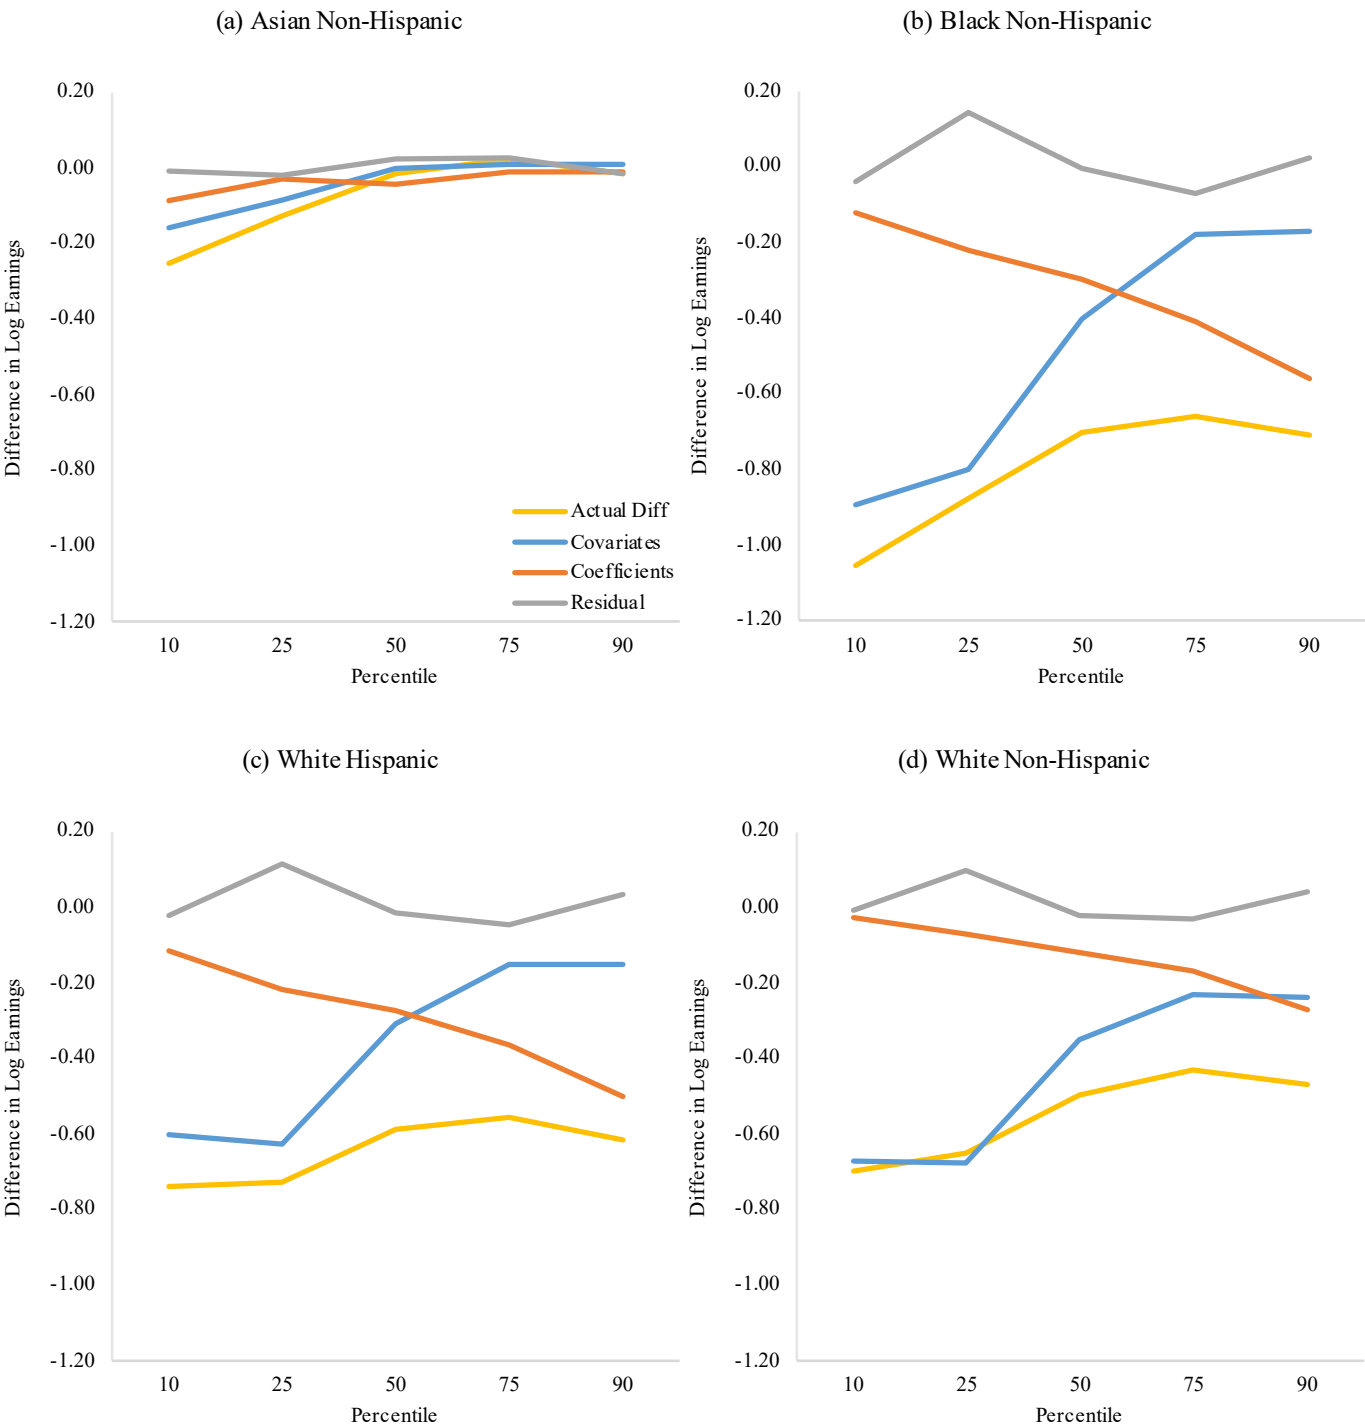 (a) Asian Non-Hispanic
0.20
0.00
-0.20
-0.40
-0.60
-0.80
-1.00
-1.20
Difference in Log Earnings
10 25 50 75 90
Percentile
Actual Diff
Covariates
Coefficients
Residual
(b) Black Non-Hispanic
0.20
0.00
-0.20
-0.40
-0.60
-0.80
-1.00
-1.20
Difference in Log Earnings
10 25 50 75 90
Percentile
(c) White Hispanic
0.20
0.00
-0.20
-0.40
-0.60
-0.80
-1.00
-1.20
Difference in Log Earnings
10 25 50 75 90
Percentile
(d) White Non-Hispanic
0.20
0.00
-0.20
-0.40
-0.60
-0.80
-1.00
-1.20
Difference in Log Earnings
10 25 50 75 90
Percentile